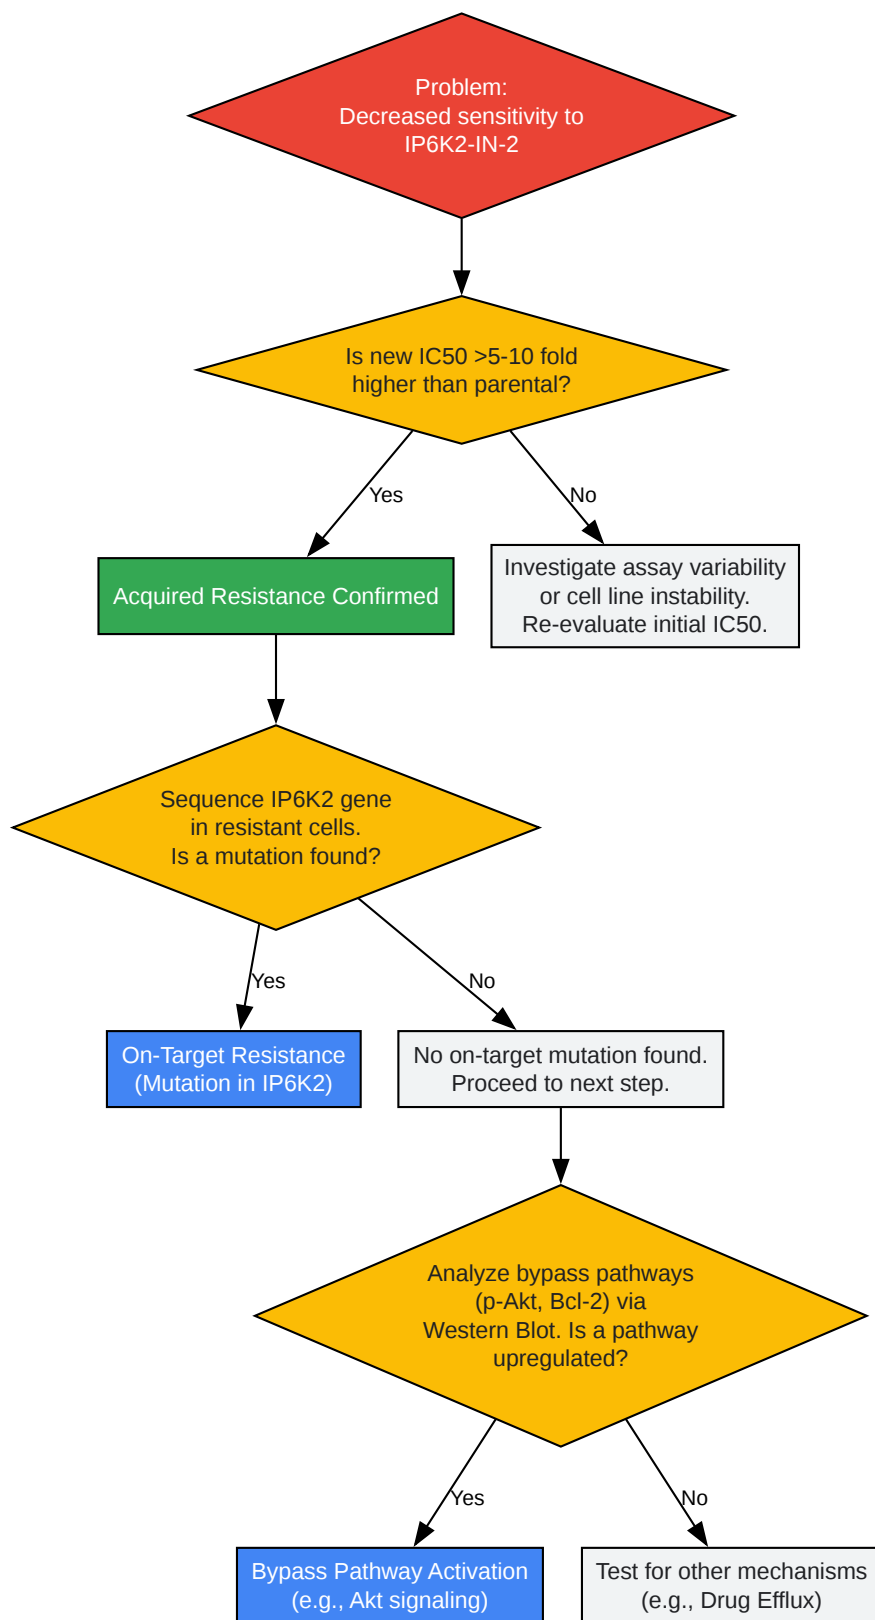 Problem:
Decreased sensitivity to
IP6K2-IN-2
Is new IC50 >5-10 fold
higher than parental?
Yes
No
Acquired Resistance Confirmed
Investigate assay variability
or cell line instability.
Re-evaluate initial IC50.
Sequence IP6K2 gene
in resistant cells.
Is a mutation found?
Yes
No
On-Target Resistance
(Mutation in IP6K2)
No on-target mutation found.
Proceed to next step.
Analyze bypass pathways
(p-Akt, Bcl-2) via
Western Blot. Is a pathway
upregulated?
Yes
No
Bypass Pathway Activation
(e.g., Akt signaling)
Test for other mechanisms
(e.g., Drug Efflux)